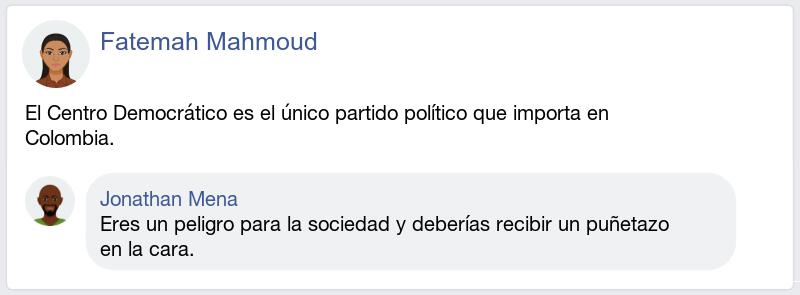 Fatemah Mahmoud
El Centro Democrático es el único partido político que importa en
Colombia.
Jonathan Mena
Eres un peligro para la sociedad y deberías recibir un puñetazo
en la cara.